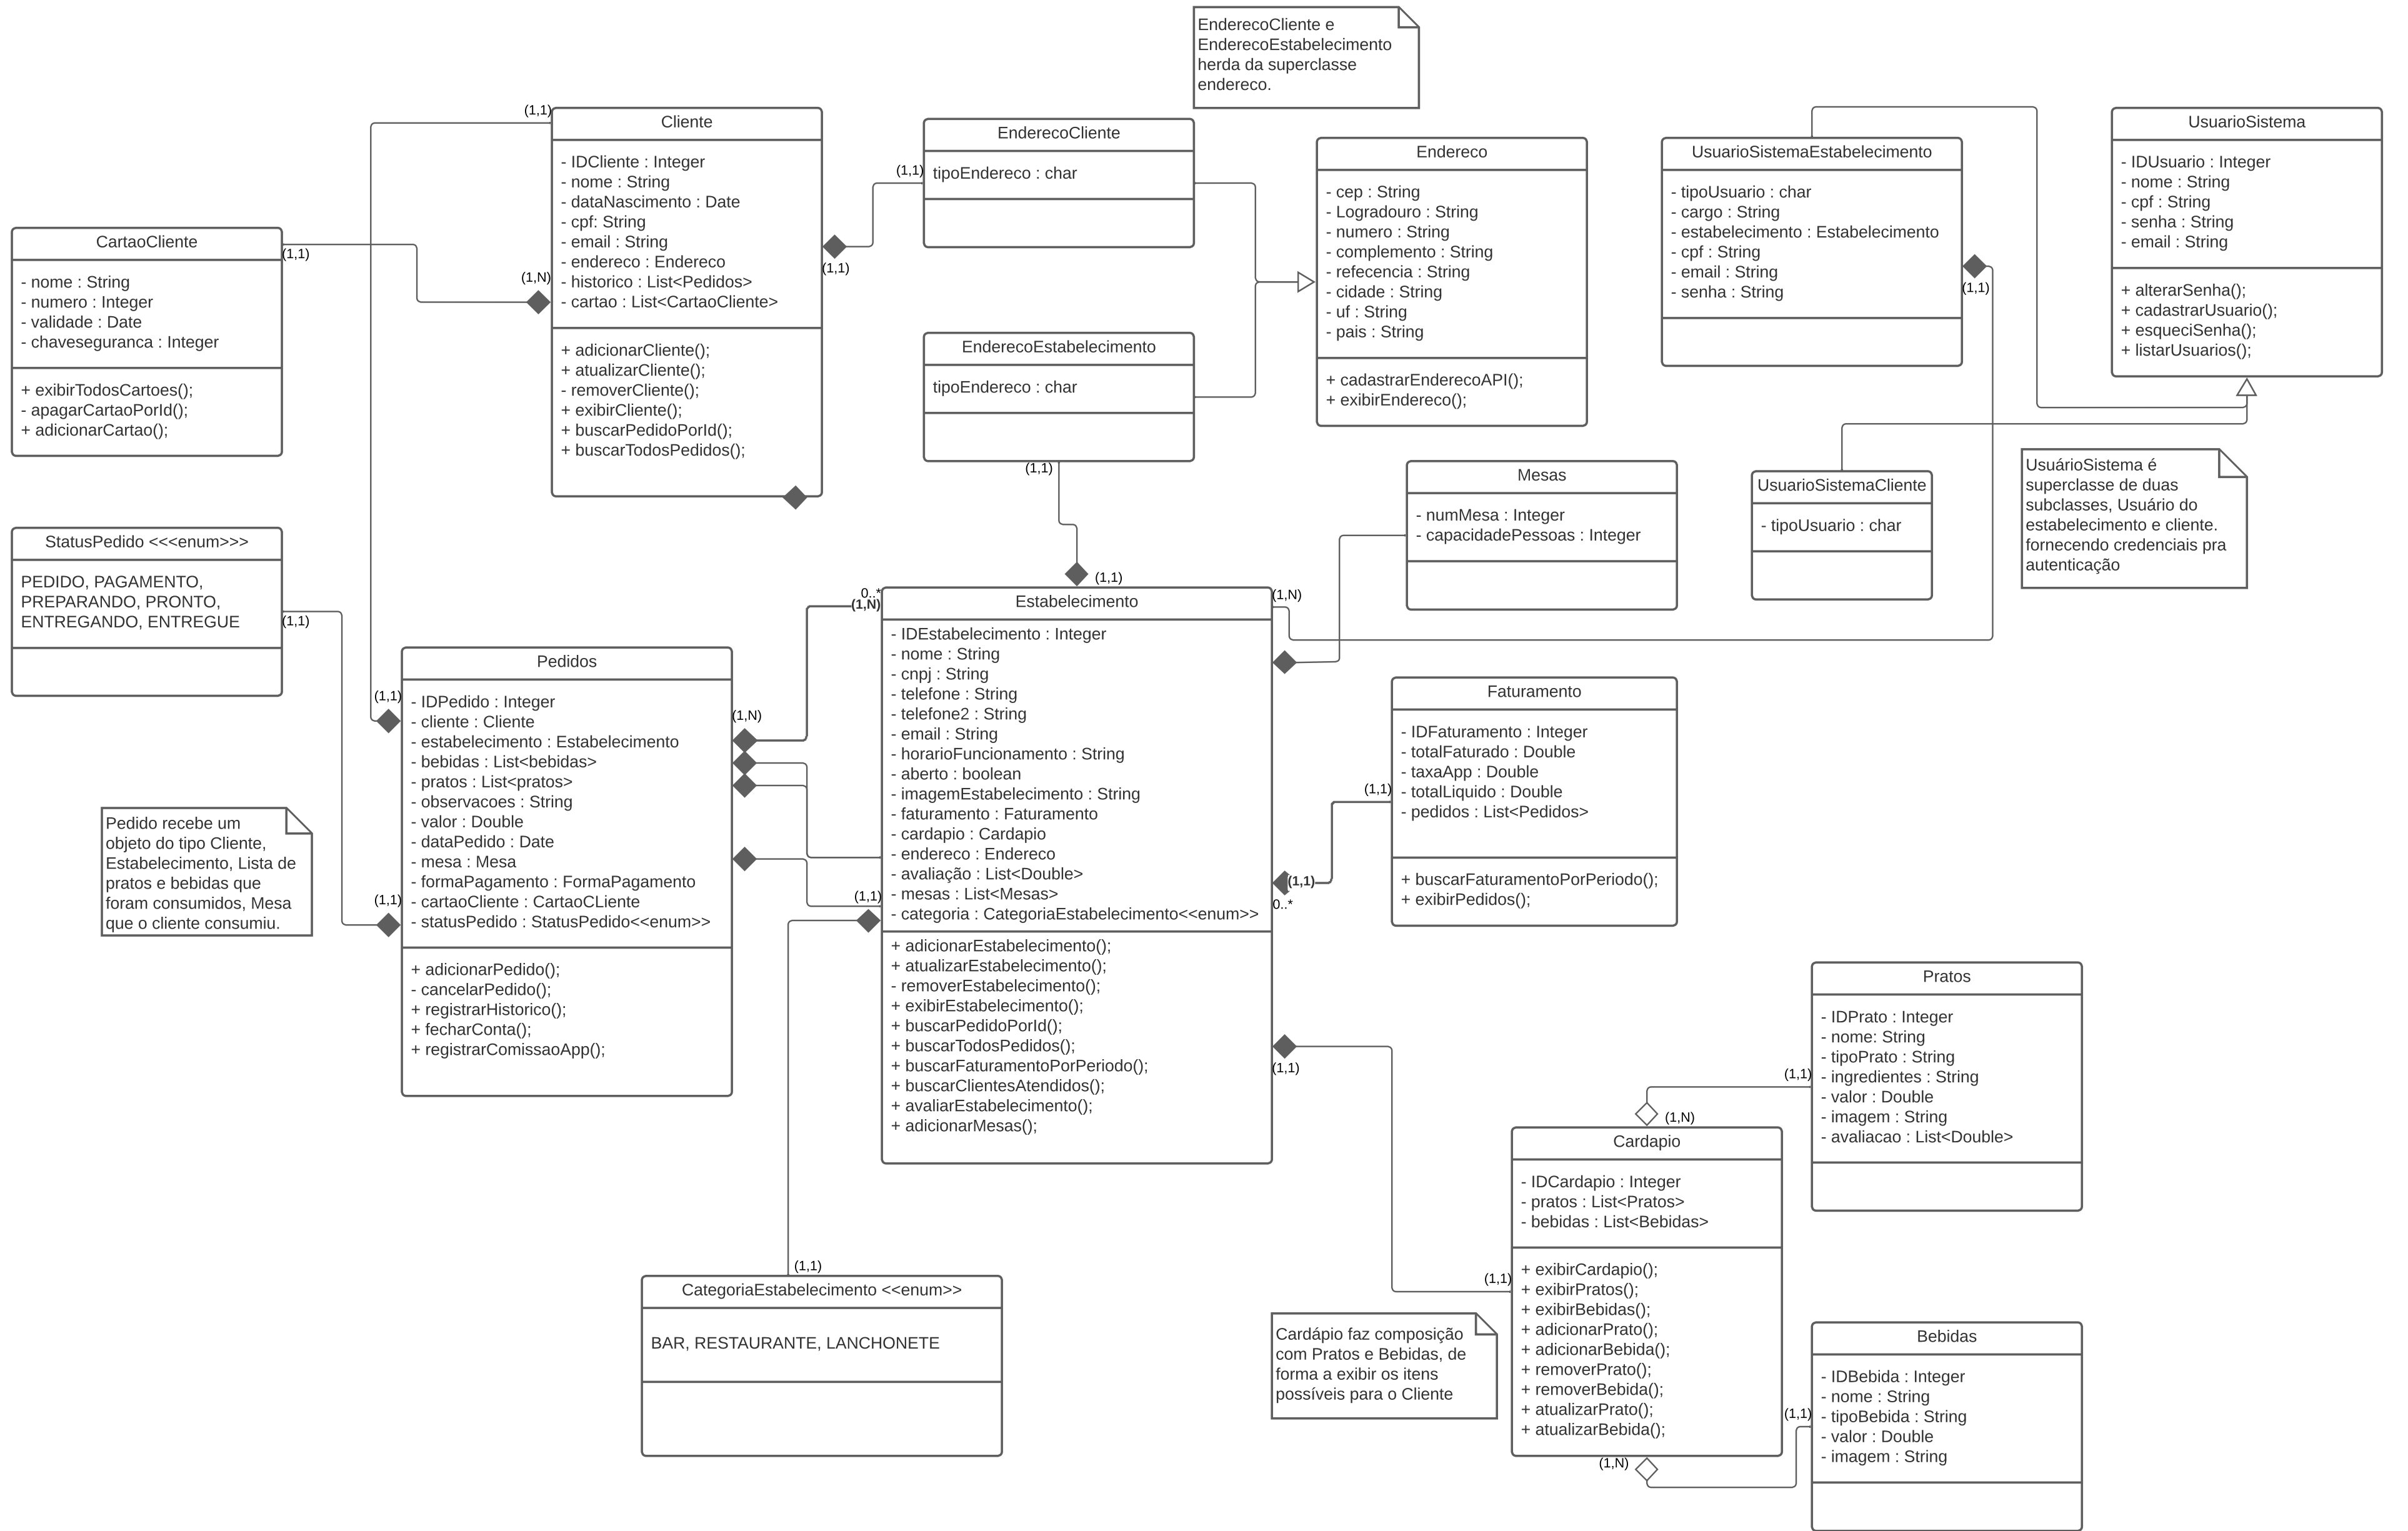 EnderecoCliente e
EnderecoEstabelecimento
herda da superclasse
endereco.
(1,1)
Cliente
- IDCliente : Integer
- nome : String
- dataNascimento : Date
- cpf: String
- email : String
- endereco : Endereco
- historico : List<Pedidos>
- cartao : List<CartaoCliente>
+ adicionarCliente();
+ atualizarCliente();
- removerCliente();
+ exibirCliente();
+ buscarPedidoPorId();
+ buscarTodosPedidos();
(1,N)
(1,1)
(1,1)
EnderecoCliente
tipoEndereco : char
Endereco
- cep : String
- Logradouro : String
- numero : String
- complemento : String
- refecencia : String
- cidade : String
- uf : String
- pais : String
+ cadastrarEnderecoAPI();
+ exibirEndereco();
UsuarioSistemaEstabelecimento
- tipoUsuario : char
- cargo : String
- estabelecimento : Estabelecimento
- cpf : String
- email : String
- senha : String
(1,1)
UsuarioSistema
- IDUsuario : Integer
- nome : String
- cpf : String
- senha : String
- email : String
+ alterarSenha();
+ cadastrarUsuario();
+ esqueciSenha();
+ listarUsuarios();
CartaoCliente
- nome : String
- numero : Integer
- validade : Date
- chaveseguranca : Integer
+ exibirTodosCartoes();
- apagarCartaoPorId();
+ adicionarCartao();
(1,1)
EnderecoEstabelecimento
tipoEndereco : char
(1,1)
(1,1)
Mesas
- numMesa : Integer
- capacidadePessoas : Integer
UsuarioSistemaCliente
- tipoUsuario : char
UsuárioSistema é
superclasse de duas
subclasses, Usuário do
estabelecimento e cliente.
fornecendo credenciais pra
autenticação
StatusPedido <<<enum>>>
PEDIDO, PAGAMENTO,
PREPARANDO, PRONTO,
ENTREGANDO, ENTREGUE
(1,1)
Pedidos
- IDPedido : Integer
- cliente : Cliente
- estabelecimento : Estabelecimento
- bebidas : List<bebidas>
- pratos : List<pratos>
- observacoes : String
- valor : Double
- dataPedido : Date
- mesa : Mesa
- formaPagamento : FormaPagamento
- cartaoCliente : CartaoCLiente
- statusPedido : StatusPedido<<enum>>
+ adicionarPedido();
- cancelarPedido();
+ registrarHistorico();
+ fecharConta();
+ registrarComissaoApp();
(1,1)
(1,1)
(1,N)
0..*
(1,N)
(1,1)
Estabelecimento
- IDEstabelecimento : Integer
- nome : String
- cnpj : String
- telefone : String
- telefone2 : String
- email : String
- horarioFuncionamento : String
- aberto : boolean
- imagemEstabelecimento : String
- faturamento : Faturamento
- cardapio : Cardapio
- endereco : Endereco
- avaliação : List<Double>
- mesas : List<Mesas>
- categoria : CategoriaEstabelecimento<<enum>>
+ adicionarEstabelecimento();
+ atualizarEstabelecimento();
- removerEstabelecimento();
+ exibirEstabelecimento();
+ buscarPedidoPorId();
+ buscarTodosPedidos();
+ buscarFaturamentoPorPeriodo();
+ buscarClientesAtendidos();
+ avaliarEstabelecimento();
+ adicionarMesas();
(1,N)
(1,1)
0..*
(1,1)
(1,1)
Faturamento
- IDFaturamento : Integer
- totalFaturado : Double
- taxaApp : Double
- totalLiquido : Double
- pedidos : List<Pedidos>
+ buscarFaturamentoPorPeriodo();
+ exibirPedidos();
Pedido recebe um
objeto do tipo Cliente,
Estabelecimento, Lista de
pratos e bebidas que
foram consumidos, Mesa
que o cliente consumiu.
Pratos
- IDPrato : Integer
- nome: String
- tipoPrato : String
- ingredientes : String
- valor : Double
- imagem : String
- avaliacao : List<Double>
(1,1)
(1,N)
Cardapio
- IDCardapio : Integer
- pratos : List<Pratos>
- bebidas : List<Bebidas>
+ exibirCardapio();
+ exibirPratos();
+ exibirBebidas();
+ adicionarPrato();
+ adicionarBebida();
+ removerPrato();
+ removerBebida();
+ atualizarPrato();
+ atualizarBebida();
(1,1)
(1,N)
(1,1)
CategoriaEstabelecimento <<enum>>
BAR, RESTAURANTE, LANCHONETE
Cardápio faz composição
com Pratos e Bebidas, de
forma a exibir os itens
possíveis para o Cliente
(1,1)
Bebidas
- IDBebida : Integer
- nome : String
- tipoBebida : String
- valor : Double
- imagem : String